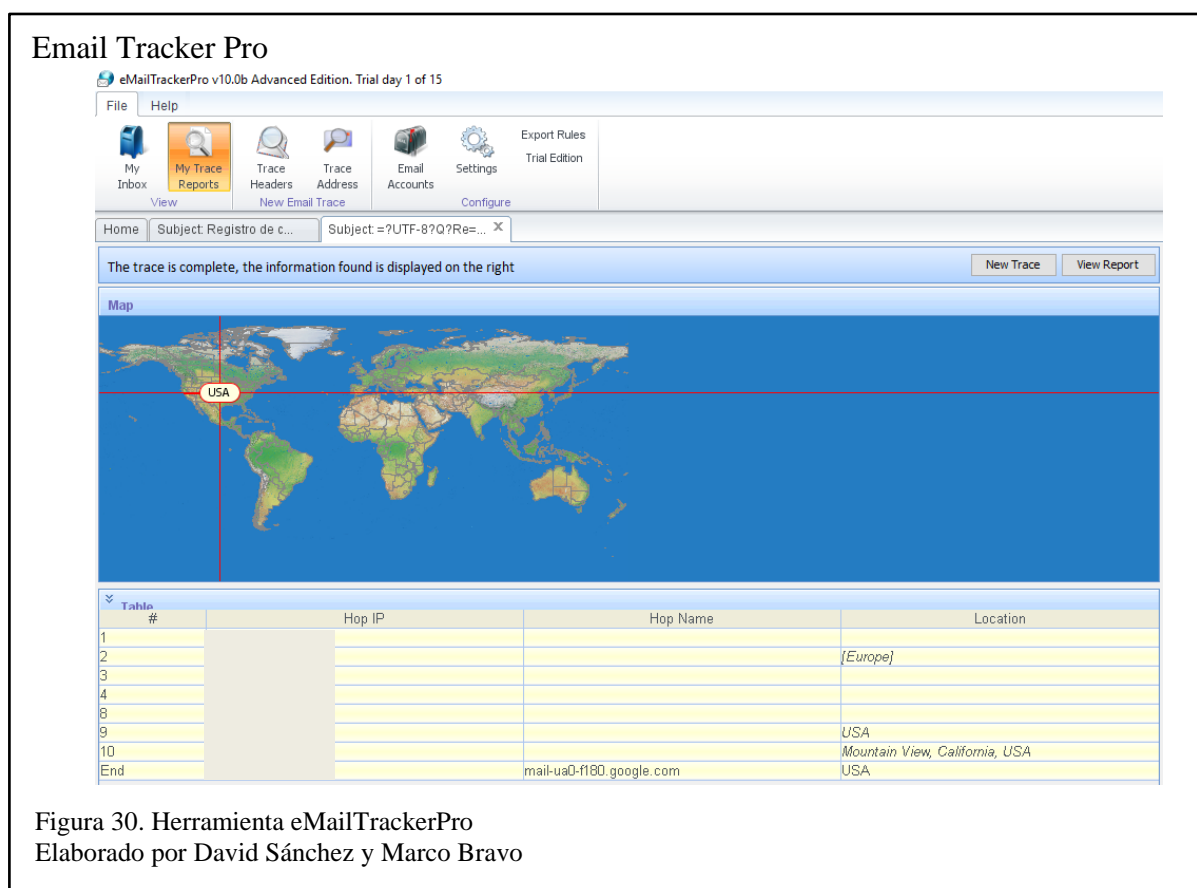 Email Tracker Pro
eMailTrackerPro v10.0b Advanced Edition. Trial day 1 of 15
File Help
My Inbox My Trace Reports Trace Headers Trace Address Email Accounts Settings Export Rules Trial Edition
View New Email Trace Configure
Home Subject: Registro de c... Subject: =?UTF-8?Q?Re=... X
The trace is complete, the information found is displayed on the right New Trace View Report
Map
USA
Table
# Hop IP Hop Name Location
1
2 [Europe]
3
4
8
9 USA
10 Mountain View, California, USA
End mail-ua0-f180.google.com USA
Figura 30. Herramienta eMailTrackerPro
Elaborado por David Sánchez y Marco Bravo